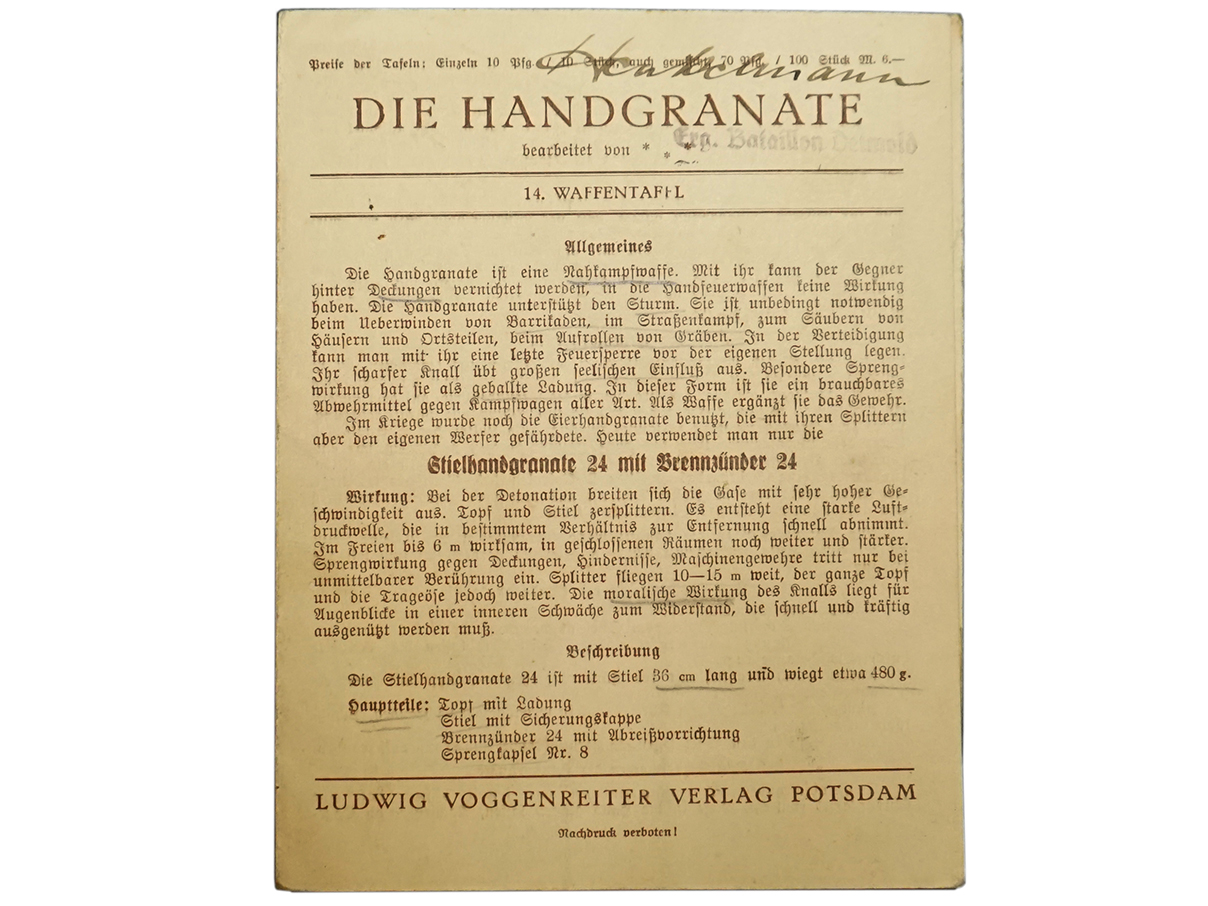 Preise der Tafeln: Einzeln 10 Pfg. / 10 Stück, auch gemischt, 70 Pfg. / 100 Stück M. 6.—
DIE HANDGRANATE
Erg. Bataillon Detmold
bearbeitet von * * *
14. WAFFENTAFEL
Allgemeines
Die Handgranate ist eine Nahkampfwaffe. Mit ihr kann der Gegner
hinter Deckungen vernichtet werden, in die Handfeuerwaffen keine Wirkung
haben. Die Handgranate unterstützt den Sturm. Sie ist unbedingt notwendig
beim Ueberwinden von Barrikaden, im Straßenkampf, zum Säubern von
Häusern und Ortsteilen, beim Aufrollen von Gräben. In der Verteidigung
kann man mit ihr eine letzte Feuersperre vor der eigenen Stellung legen.
Ihr scharfer Knall übt großen seelischen Einfluß aus. Besondere Spreng-
wirkung hat sie als geballte Ladung. In dieser Form ist sie ein brauchbares
Abwehrmittel gegen Kampfwagen aller Art. Als Waffe ergänzt sie das Gewehr.
Im Kriege wurde noch die Eierhandgranate benutzt, die mit ihren Splittern
aber den eigenen Werfer gefährdete. Heute verwendet man nur die
Stielhandgranate 24 mit Brennzünder 24
Wirkung: Bei der Detonation breiten sich die Gase mit sehr hoher Ge-
schwindigkeit aus. Topf und Stiel zersplittern. Es entsteht eine starke Luft-
druckwelle, die in bestimmtem Verhältnis zur Entfernung schnell abnimmt.
Im Freien bis 6 m wirksam, in geschlossenen Räumen noch weiter und stärker.
Sprengwirkung gegen Deckungen, Hindernisse, Maschinengewehre tritt nur bei
unmittelbarer Berührung ein. Splitter fliegen 10—15 m weit, der ganze Topf
und die Trageöse jedoch weiter. Die moralische Wirkung des Knalls liegt für
Augenblicke in einer inneren Schwäche zum Widerstand, die schnell und kräftig
ausgenützt werden muß.
Beschreibung
Die Stielhandgranate 24 ist mit Stiel 36 cm lang und wiegt etwa 480 g.
Hauptteile: Topf mit Ladung
Stiel mit Sicherungskappe
Brennzünder 24 mit Abreißvorrichtung
Sprengkapsel Nr. 8
LUDWIG VOGGENREITER VERLAG POTSDAM
Nachdruck verboten!